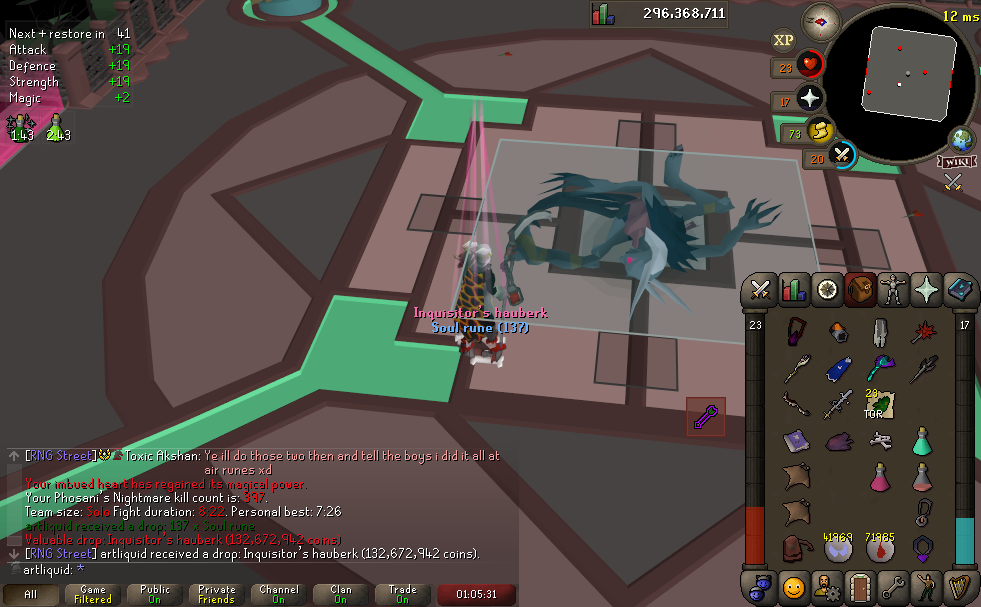 Next + restore in 41
Attack +19
Defence +19
Strength +19
Magic +2
1:43 2:43
296,368,711
12 ms
XP
23
17
73
20
WIKI
Inquisitor's hauberk
Soul rune (137)
23
17
23
TQR
41969 71985
[RNG Street] Toxic Akshan: Ye ill do those two then and tell the boys i did it all at
air runes xd
Your imbued heart has regained its magical power.
Your Phosani's Nightmare kill count is: 397.
Team size: Solo Fight duration: 8:22. Personal best: 7:26
artliquid received a drop: 137 x Soul rune
Valuable drop: Inquisitor's hauberk (132,672,942 coins)
[RNG Street] artliquid received a drop: Inquisitor's hauberk (132,672,942 coins).
artliquid: *
All Game Filtered Public On Private Friends Channel On Clan On Trade On 01:05:31